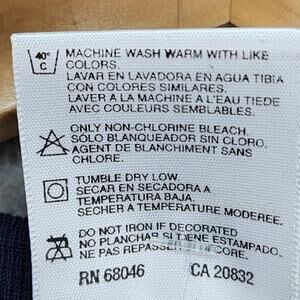 40°
C
MACHINE WASH WARM WITH LIKE
COLORS.
LAVAR EN LAVADORA EN AGUA TIBIA
CON COLORES SIMILARES.
LAVER A LA MACHINE A L'EAU TIEDE
AVEC COULEURS SEMBLABLES.
ONLY NON-CHLORINE BLEACH
SOLO BLANQUEADOR SIN CLORO.
AGENT DE BLANCHIMENT SANS
CHLORE.
TUMBLE DRY LOW.
SECAR EN SECADORA A
TEMPERATURA BAJA.
SECHER A TEMPERATURE MODEREE.
DO NOT IRON IF DECORATED
NO PLANCHAR SI TIENE ESTAMPADO.
NE PAS REPASSER
RN 68046 CA 20832